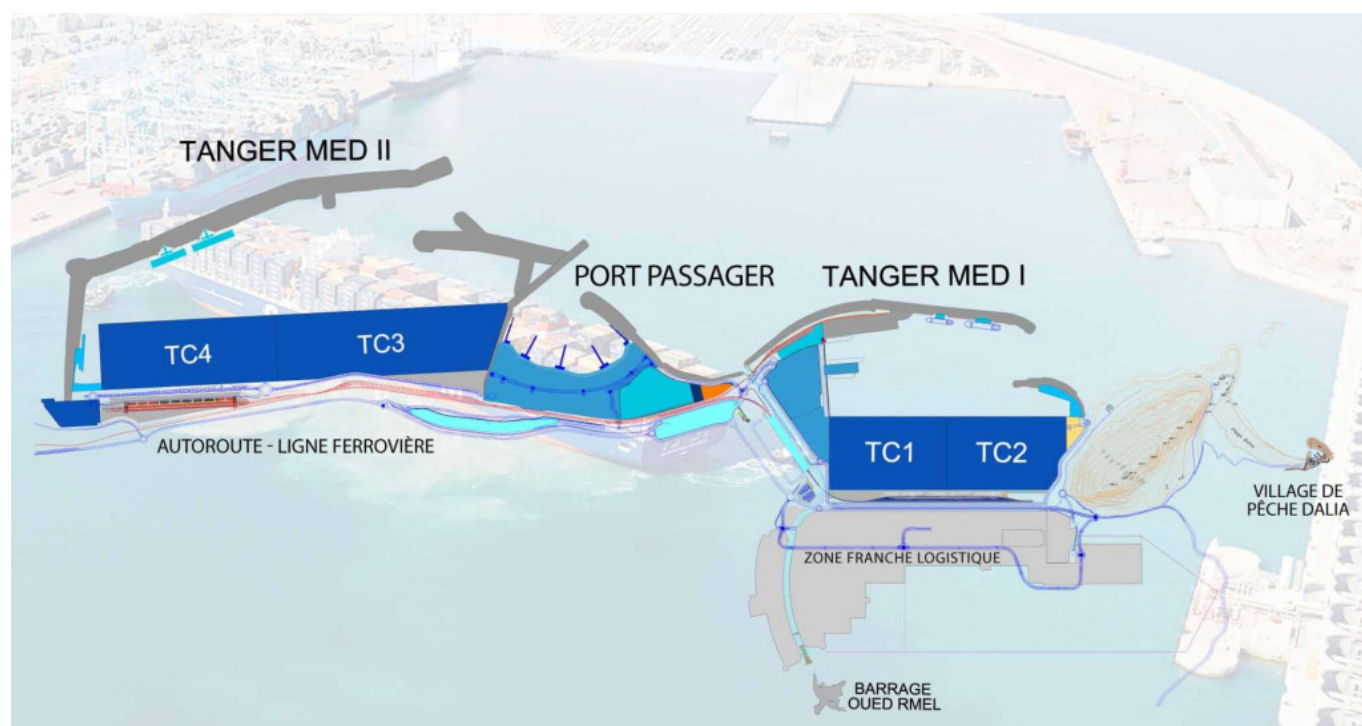 TANGER MED II
PORT PASSAGER
TANGER MED I
TC4
TC3
AUTOROUTE - LIGNE FERROVIÈRE
TC1
TC2
VILLAGE DE
PÊCHE DALIA
ZONE FRANCHE LOGISTIQUE
BARRAGE
OUED RMEL